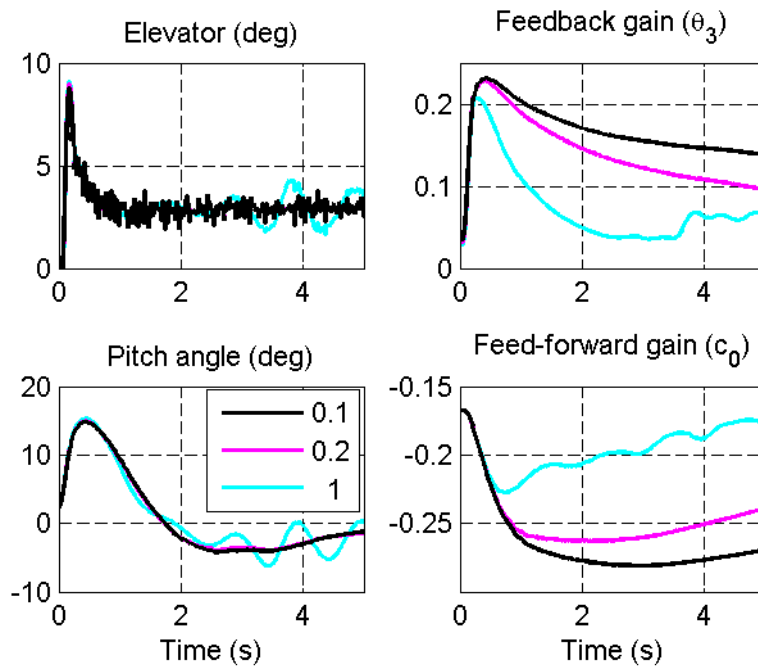 Elevator (deg)
10
5
0
0 2 4
Feedback gain (θ₃)
0.2
0.1
0
0 2 4
Pitch angle (deg)
20
10
0
-10
0 2 4
Time (s)
0.1
0.2
1
Feed-forward gain (c₀)
-0.15
-0.2
-0.25
0 2 4
Time (s)